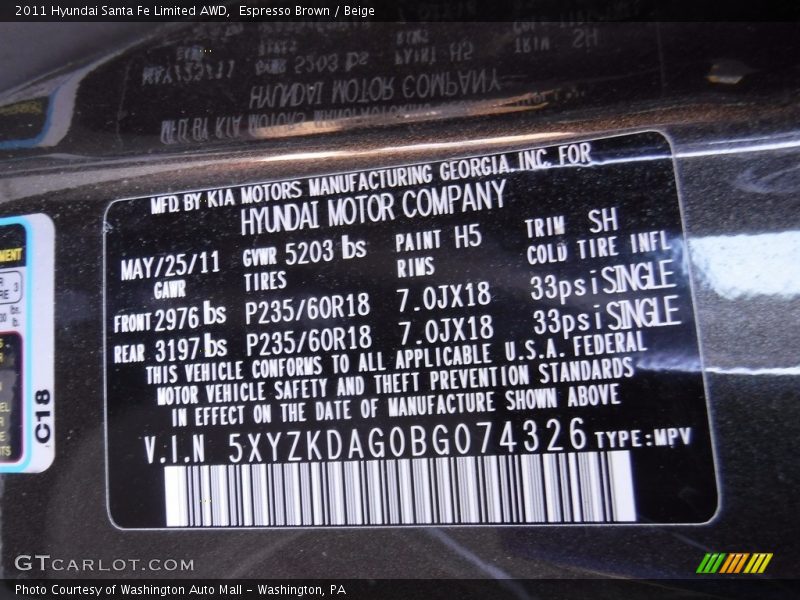 2011 Hyundai Santa Fe Limited AWD, Espresso Brown / Beige
MFD. BY KIA MOTORS MANUFACTURING GEORGIA. INC. FOR
HYUNDAI MOTOR COMPANY
MAY/25/11 GVWR 5203 lbs PAINT H5 TRIM SH
GAWR TIRES RIMS COLD TIRE INFL
FRONT 2976 lbs P235/60R18 7.0JX18 33psi SINGLE
REAR 3197 lbs P235/60R18 7.0JX18 33psi SINGLE
THIS VEHICLE CONFORMS TO ALL APPLICABLE U.S.A. FEDERAL
MOTOR VEHICLE SAFETY AND THEFT PREVENTION STANDARDS
IN EFFECT ON THE DATE OF MANUFACTURE SHOWN ABOVE
V.I.N 5XYZKDAG0BG074326 TYPE:MPV
C18
GTCARLOT.COM
Photo Courtesy of Washington Auto Mall – Washington, PA